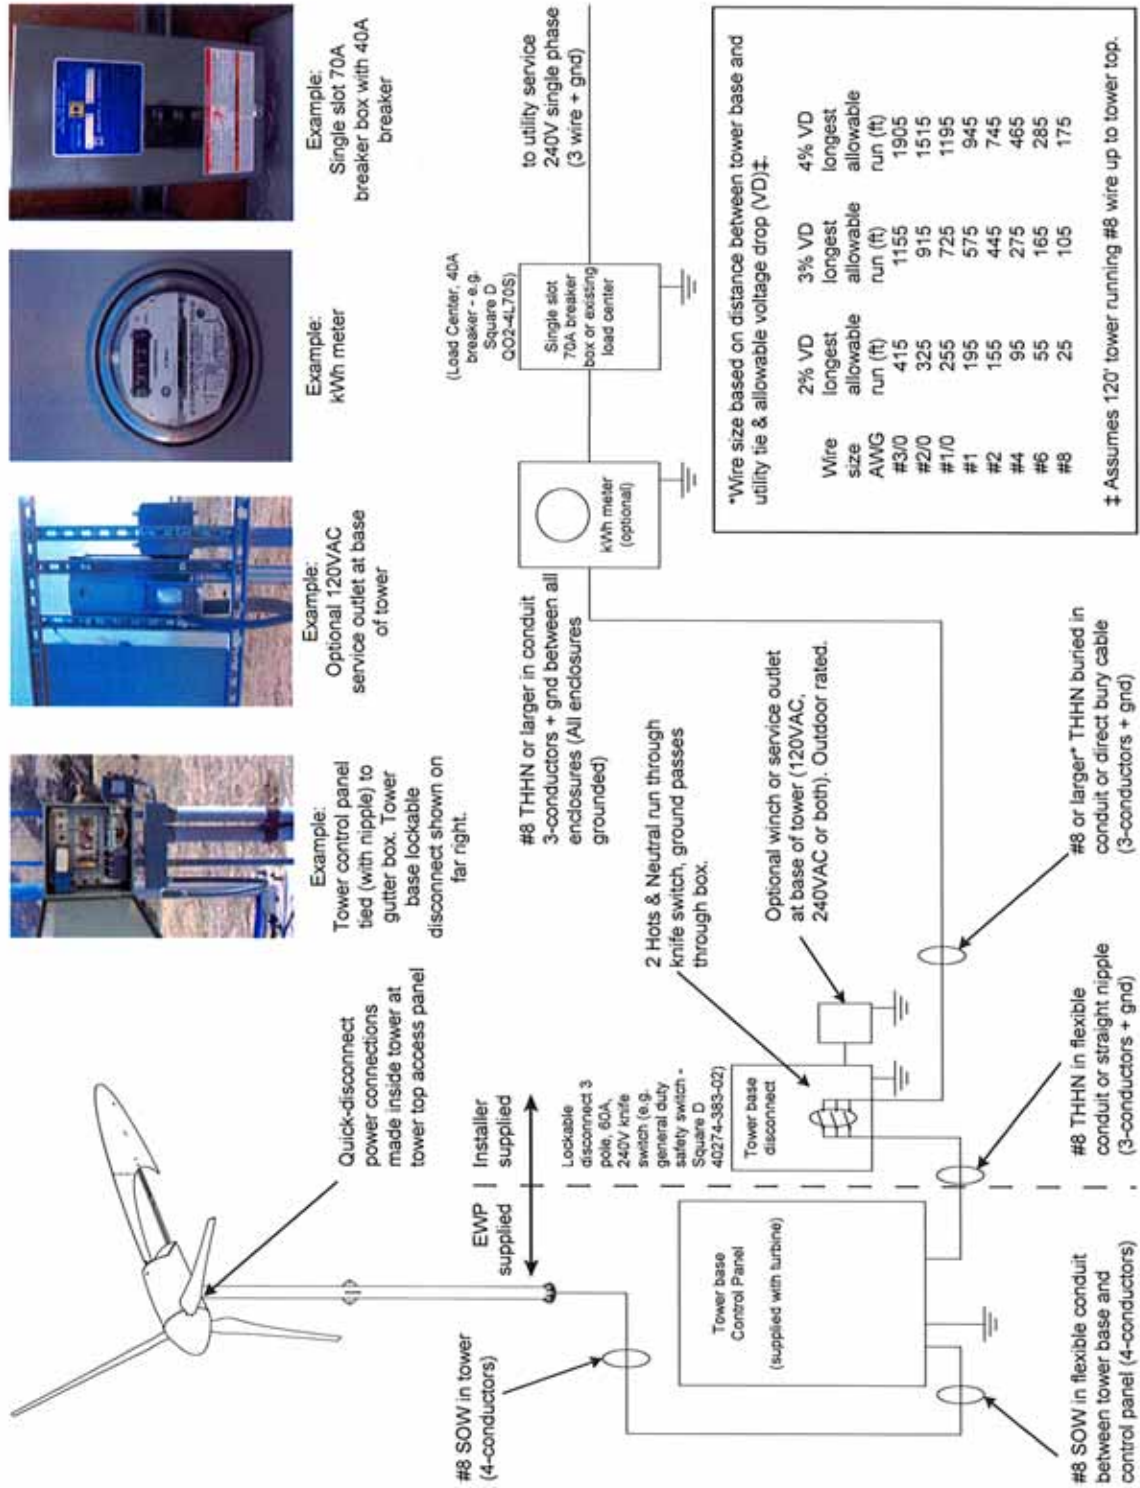 Quick-disconnect
power connections
made inside tower at
tower top access panel
Example:
Tower control panel
tied (with nipple) to
gutter box. Tower
base lockable
disconnect shown on
far right.
Example:
Optional 120VAC
service outlet at base
of tower
Example:
kWh meter
Example:
Single slot 70A
breaker box with 40A
breaker
#8 SOW in tower
(4-conductors)
EWP
supplied
Installer
supplied
Lockable
disconnect 3
pole, 60A,
240V knife
switch (e.g.
general duty
safety switch -
Square D
40274-383-02)
#8 THHN or larger in conduit
3-conductors + gnd between all
enclosures (All enclosures
grounded)
2 Hots & Neutral run through
knife switch, ground passes
through box.
Optional winch or service outlet
at base of tower (120VAC,
240VAC or both). Outdoor rated.
(Load Center, 40A
breaker - e.g.
Square D
QO2-4L70S)
to utility service
240V single phase
(3 wire + gnd)
kWh meter
(optional)
Single slot
70A breaker
box or existing
load center
Tower base
Control Panel
(supplied with turbine)
Tower base
disconnect
#8 SOW in flexible conduit
between tower base and
control panel (4-conductors)
#8 THHN in flexible
conduit or straight nipple
(3-conductors + gnd)
#8 or larger* THHN buried in
conduit or direct bury cable
(3-conductors + gnd)
*Wire size based on distance between tower base and
utility tie & allowable voltage drop (VD)‡.
2% VD 3% VD 4% VD
Wire longest longest longest
size allowable allowable allowable
AWG run (ft) run (ft) run (ft)
#3/0 415 1155 1905
#2/0 325 915 1515
#1/0 255 725 1195
#1 195 575 945
#2 155 445 745
#4 95 275 465
#6 55 165 285
#8 25 105 175
‡ Assumes 120' tower running #8 wire up to tower top.